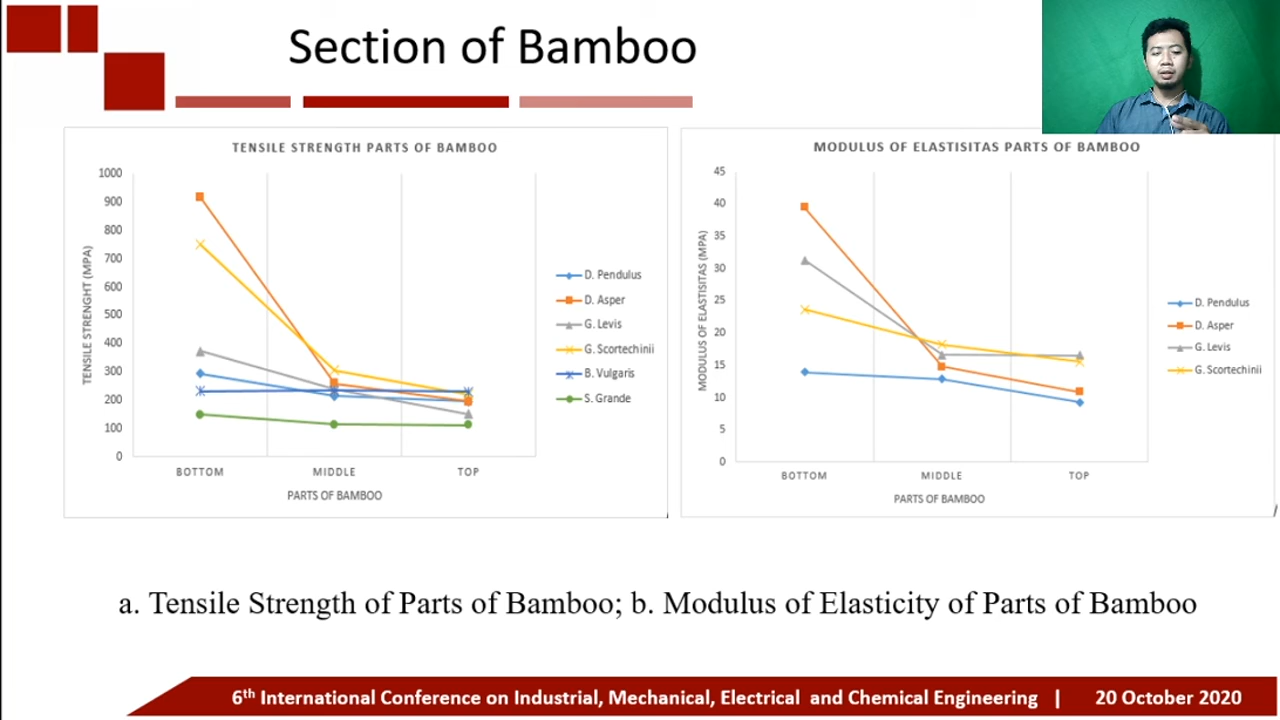 Section of Bamboo
TENSILE STRENGTH PARTS OF BAMBOO
1000
900
800
700
600
500
400
300
200
100
0
TENSILE STRENGHT (MPA)
BOTTOM MIDDLE TOP
PARTS OF BAMBOO
D. Pendulus
D. Asper
G. Levis
G. Scortechinii
B. Vulgaris
S. Grande
MODULUS OF ELASTISITAS PARTS OF BAMBOO
45
40
35
30
25
20
15
10
5
0
MODULUS OF ELASTISITAS (MPA)
BOTTOM MIDDLE TOP
PARTS OF BAMBOO
D. Pendulus
D. Asper
G. Levis
G. Scortechinii
a. Tensile Strength of Parts of Bamboo; b. Modulus of Elasticity of Parts of Bamboo
6th International Conference on Industrial, Mechanical, Electrical and Chemical Engineering | 20 October 2020